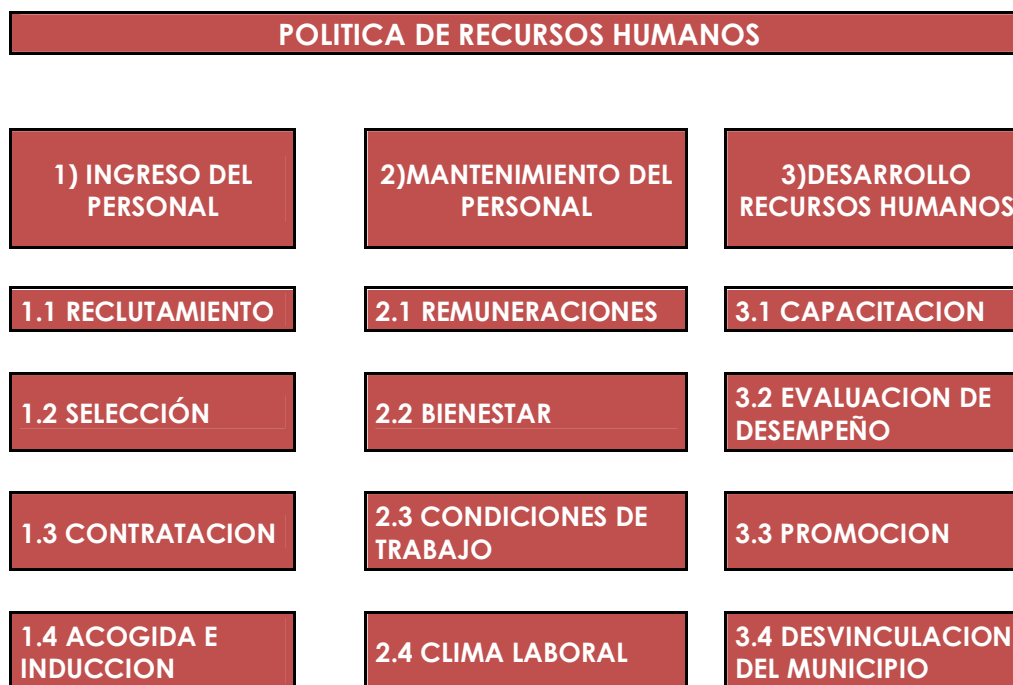 POLITICA DE RECURSOS HUMANOS
1) INGRESO DEL
PERSONAL
2)MANTENIMIENTO DEL
PERSONAL
3)DESARROLLO
RECURSOS HUMANOS
1.1 RECLUTAMIENTO
2.1 REMUNERACIONES
3.1 CAPACITACION
1.2 SELECCIÓN
2.2 BIENESTAR
3.2 EVALUACION DE
DESEMPEÑO
1.3 CONTRATACION
2.3 CONDICIONES DE
TRABAJO
3.3 PROMOCION
1.4 ACOGIDA E
INDUCCION
2.4 CLIMA LABORAL
3.4 DESVINCULACION
DEL MUNICIPIO